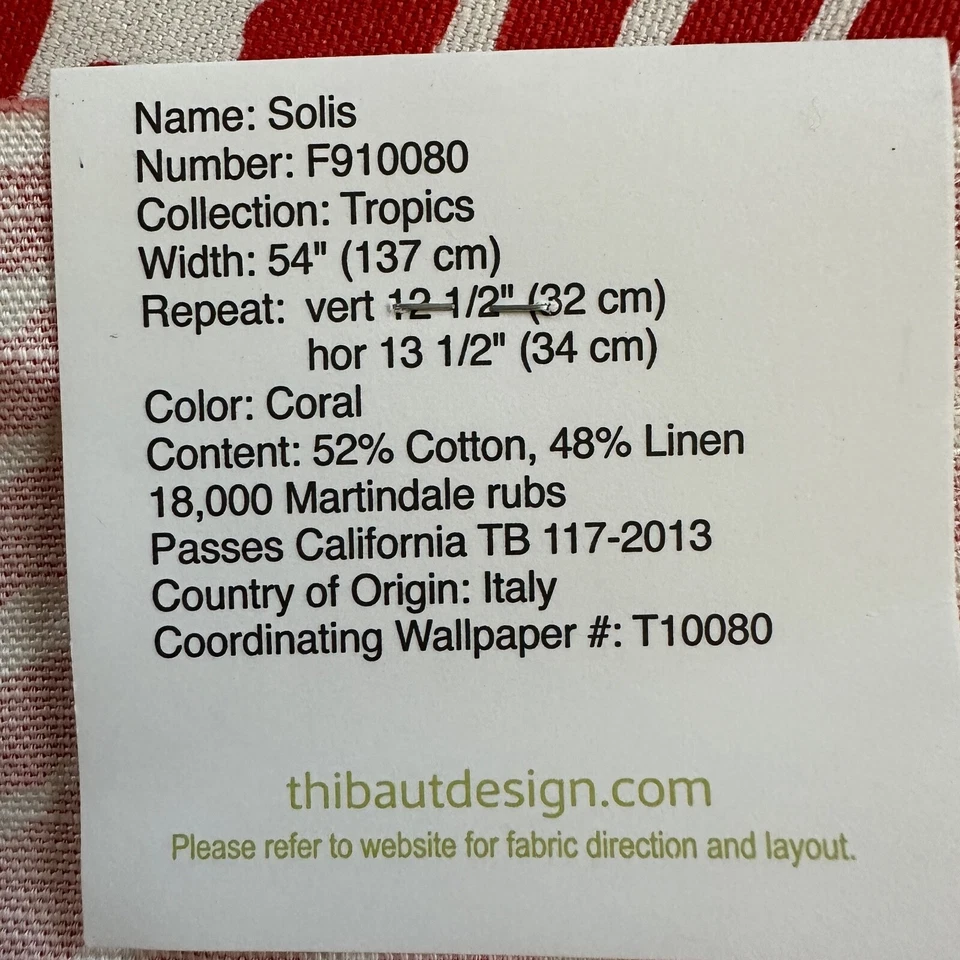 Name: Solis
Number: F910080
Collection: Tropics
Width: 54" (137 cm)
Repeat: vert 12 1/2" (32 cm)
hor 13 1/2" (34 cm)
Color: Coral
Content: 52% Cotton, 48% Linen
18,000 Martindale rubs
Passes California TB 117-2013
Country of Origin: Italy
Coordinating Wallpaper #: T10080
thibautdesign.com
Please refer to website for fabric direction and layout.